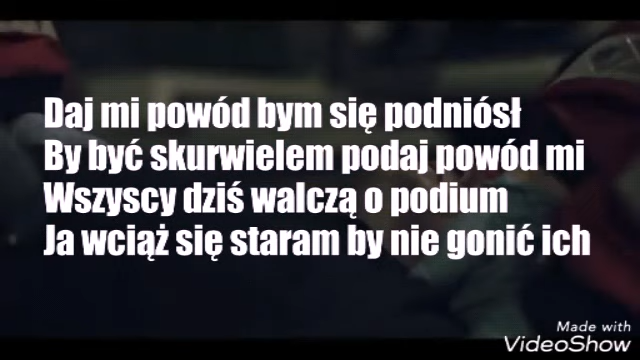 Daj mi powód bym się podniósł
By być skurwielem podaj powód mi
Wszyscy dziś walczą o podium
Ja wciąż się staram by nie gonić ich
Made with
VideoShow